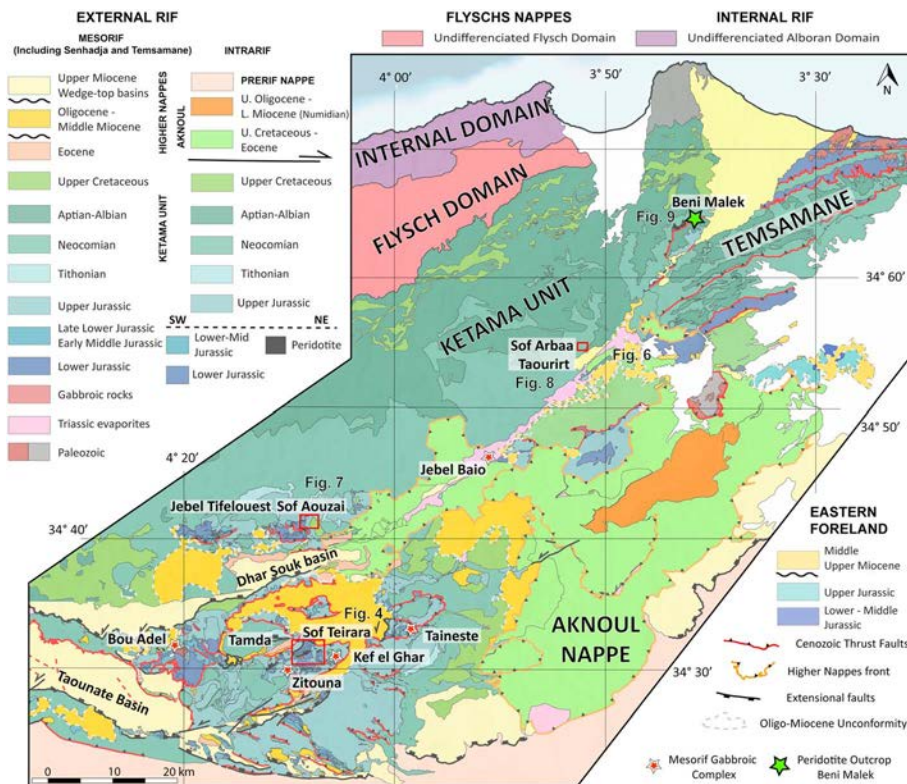 EXTERNAL RIF
MESORIF
(Including Senhadja and Temsamane)
INTRARIF
FLYSCHS NAPPES
Undifferenciated Flysch Domain
INTERNAL RIF
Undifferenciated Alboran Domain
Upper Miocene
Wedge-top basins
Oligocene -
Middle Miocene
Eocene
Upper Cretaceous
Aptian-Albian
Neocomian
Tithonian
Upper Jurassic
Late Lower Jurassic
Early Middle Jurassic
Lower Jurassic
Gabbroic rocks
Triassic evaporites
Paleozoic
HIGHER NAPPES
AKNOUL
PRERIF NAPPE
U. Oligocene -
L. Miocene (Numidian)
U. Cretaceous -
Eocene
KETAMA UNIT
Upper Cretaceous
Aptian-Albian
Neocomian
Tithonian
Upper Jurassic
SW
NE
Lower-Mid
Jurassic
Peridotite
Lower Jurassic
4° 00'
3° 50'
3° 30'
N
INTERNAL DOMAIN
FLYSCH DOMAIN
Beni Malek
Fig. 9
TEMSAMANE
34° 60'
KETAMA UNIT
Sof Arbaa
Taourirt
Fig. 6
Fig. 8
34° 50'
4° 20'
Jebel Baio
Fig. 7
Jebel Tifelouest
Sof Aouzai
34° 40'
Dhar Souk basin
Fig. 4
Bou Adel
Tamda
Sof Teirara
Taineste
Kef el Ghar
Zitouna
Taounate Basin
AKNOUL
NAPPE
34° 30'
0
10
20 km
EASTERN
FORELAND
Middle
Upper Miocene
Upper Jurassic
Lower - Middle
Jurassic
Cenozoic Thrust Faults
Higher Nappes front
Extensional faults
Oligo-Miocene Unconformity
Mesorif Gabbroic
Complex
Peridotite Outcrop
Beni Malek